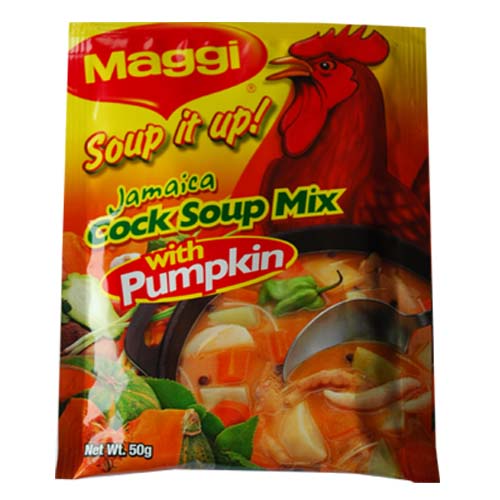 Maggi
®
Soup it up!
Jamaica
Cock Soup Mix
with
Pumpkin
Net Wt. 50g